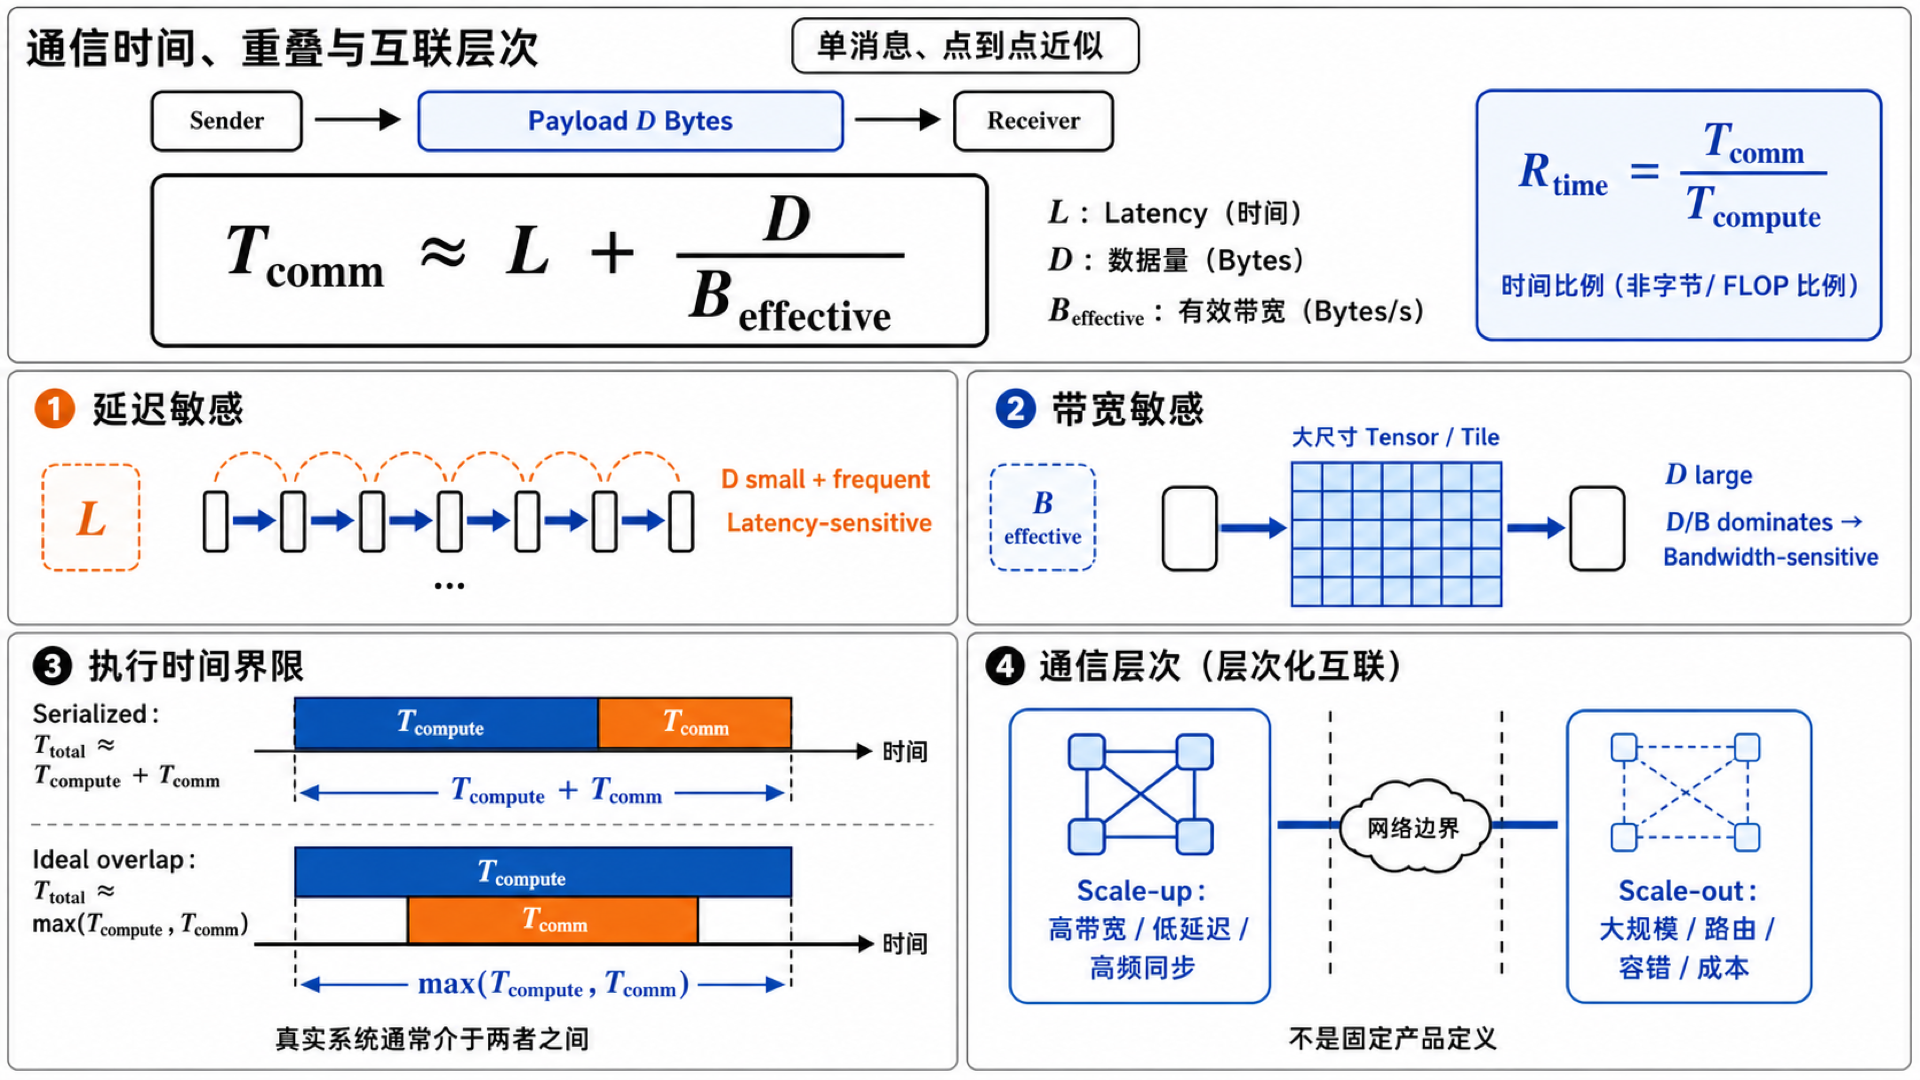 通信时间、重叠与互联层次
单消息、点到点近似
Sender
Payload D Bytes
Receiver
T_comm ≈ L + D / B_effective
L：Latency（时间）
D：数据量（Bytes）
B_effective：有效带宽（Bytes/s）
R_time = T_comm / T_compute
时间比例（非字节/ FLOP 比例）
1 延迟敏感
L
D small + frequent
Latency-sensitive
...
2 带宽敏感
大尺寸 Tensor / Tile
B
effective
D large
D/B dominates →
Bandwidth-sensitive
3 执行时间界限
Serialized：
T_total ≈
T_compute + T_comm
T_compute
T_comm
时间
T_compute + T_comm
Ideal overlap：
T_total ≈
max(T_compute , T_comm)
T_compute
T_comm
时间
max(T_compute , T_comm)
真实系统通常介于两者之间
4 通信层次（层次化互联）
Scale-up：
高带宽 / 低延迟 /
高频同步
网络边界
Scale-out：
大规模 / 路由 /
容错 / 成本
不是固定产品定义